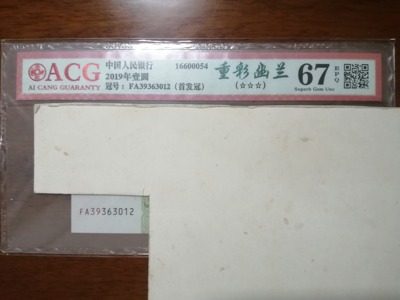 ACG
AI CANG GUARANTY
中国人民银行 16600054
2019年壹圆
冠号：FA39363012（首发冠）
重彩幽兰
(☆☆☆)
67 EPQ
Superb Gem Unc
FA39363012